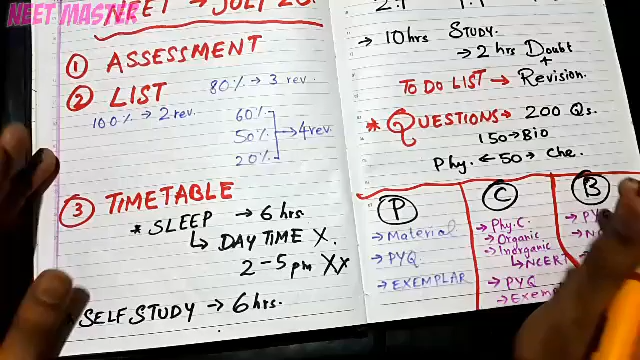 NEET MASTER
NEET → JULY 20
① ASSESSMENT
② LIST
80% → 3 rev.
100% → 2 rev.
60%
50% → 4 rev.
20%
③ TIMETABLE
* SLEEP → 6 hrs.
↳ DAY TIME X.
2-5 pm XX
SELF STUDY → 6 hrs.
→ 10 hrs STUDY.
→ 2 hrs Doubt
+
TO DO LIST → Revision.
* QUESTIONS → 200 Qs.
150 → Bio
Phy. ← 50 → Che.
P
→ Material
→ PYQ
→ EXEMPLAR
C
→ Phy. C
→ Organic
→ Inorganic
↳ NCERT
→ PYQ
→ Exem
B
→ PY